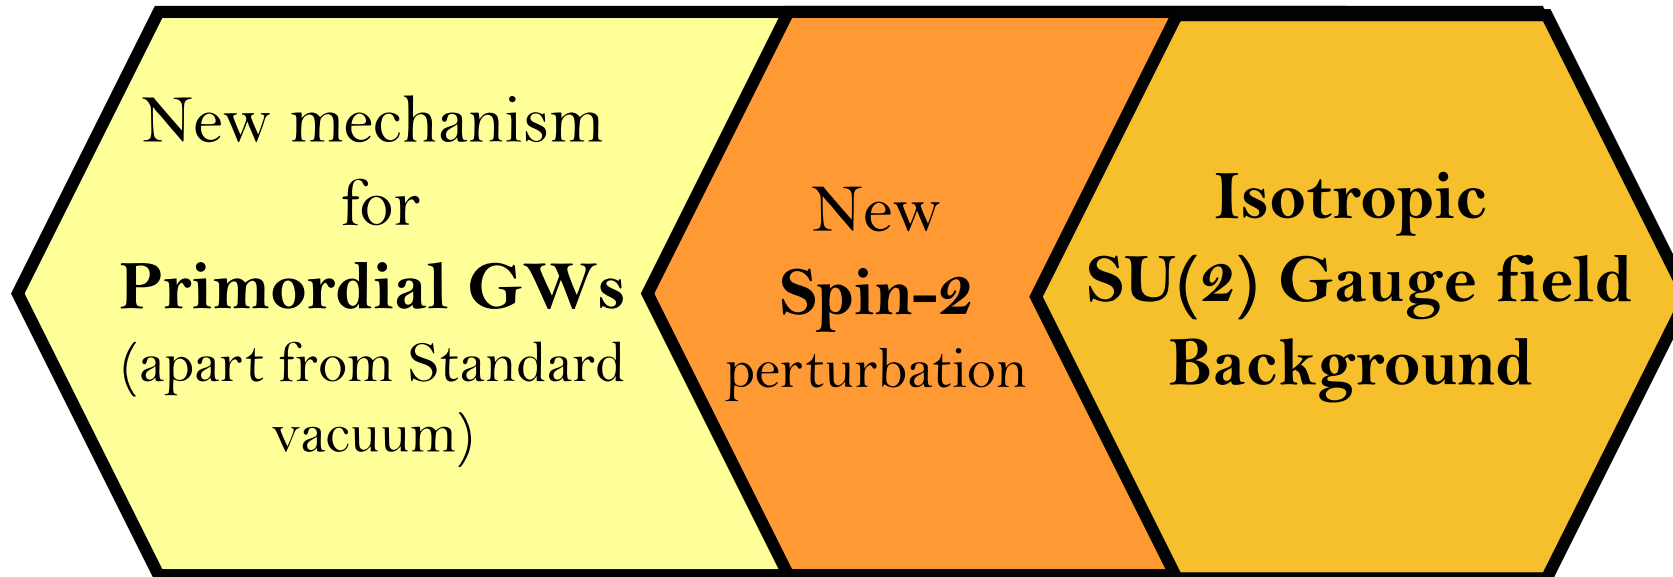 New mechanism
for
Primordial GWs
(apart from Standard
vacuum)
New
Spin-2
perturbation
Isotropic
SU(2) Gauge field
Background